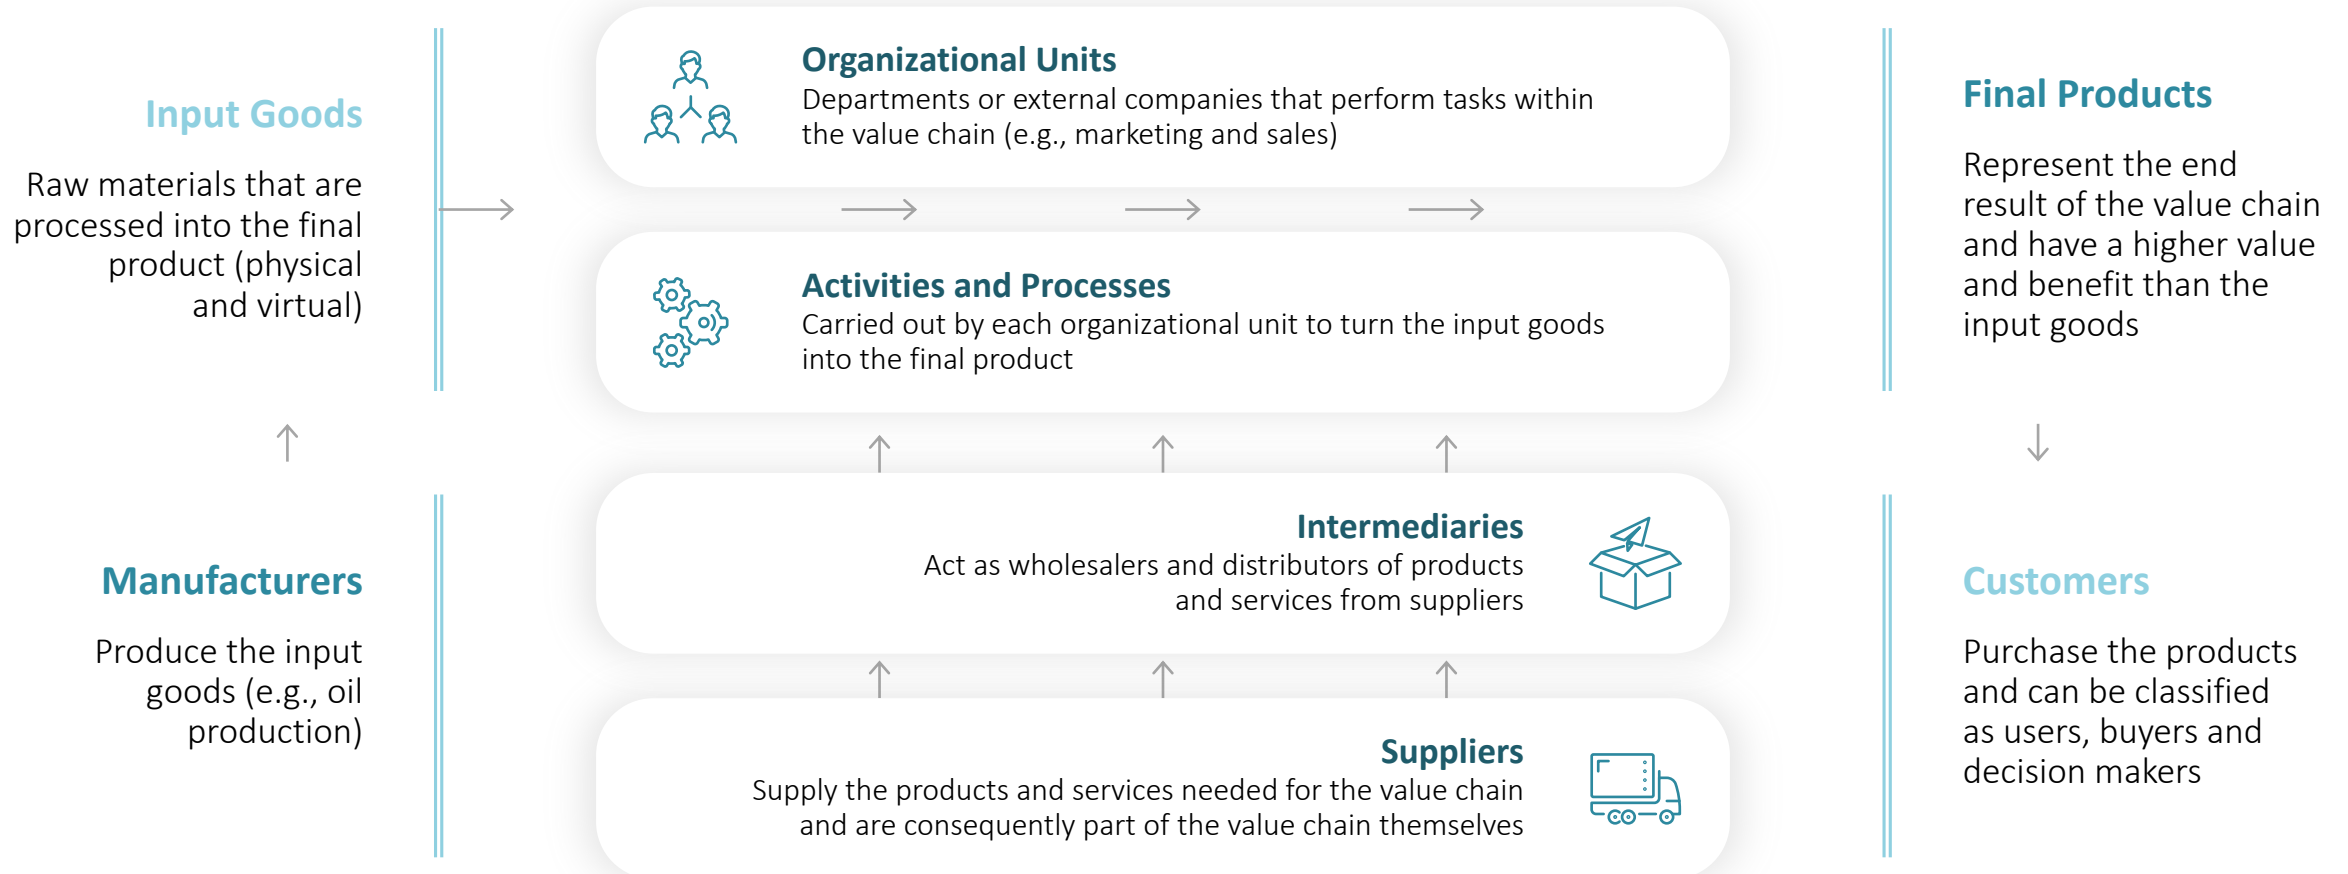 Input Goods
Raw materials that are
processed into the final
product (physical
and virtual)
Manufacturers
Produce the input
goods (e.g., oil
production)
Organizational Units
Departments or external companies that perform tasks within
the value chain (e.g., marketing and sales)
Activities and Processes
Carried out by each organizational unit to turn the input goods
into the final product
Intermediaries
Act as wholesalers and distributors of products
and services from suppliers
Suppliers
Supply the products and services needed for the value chain
and are consequently part of the value chain themselves
Final Products
Represent the end
result of the value chain
and have a higher value
and benefit than the
input goods
Customers
Purchase the products
and can be classified
as users, buyers and
decision makers